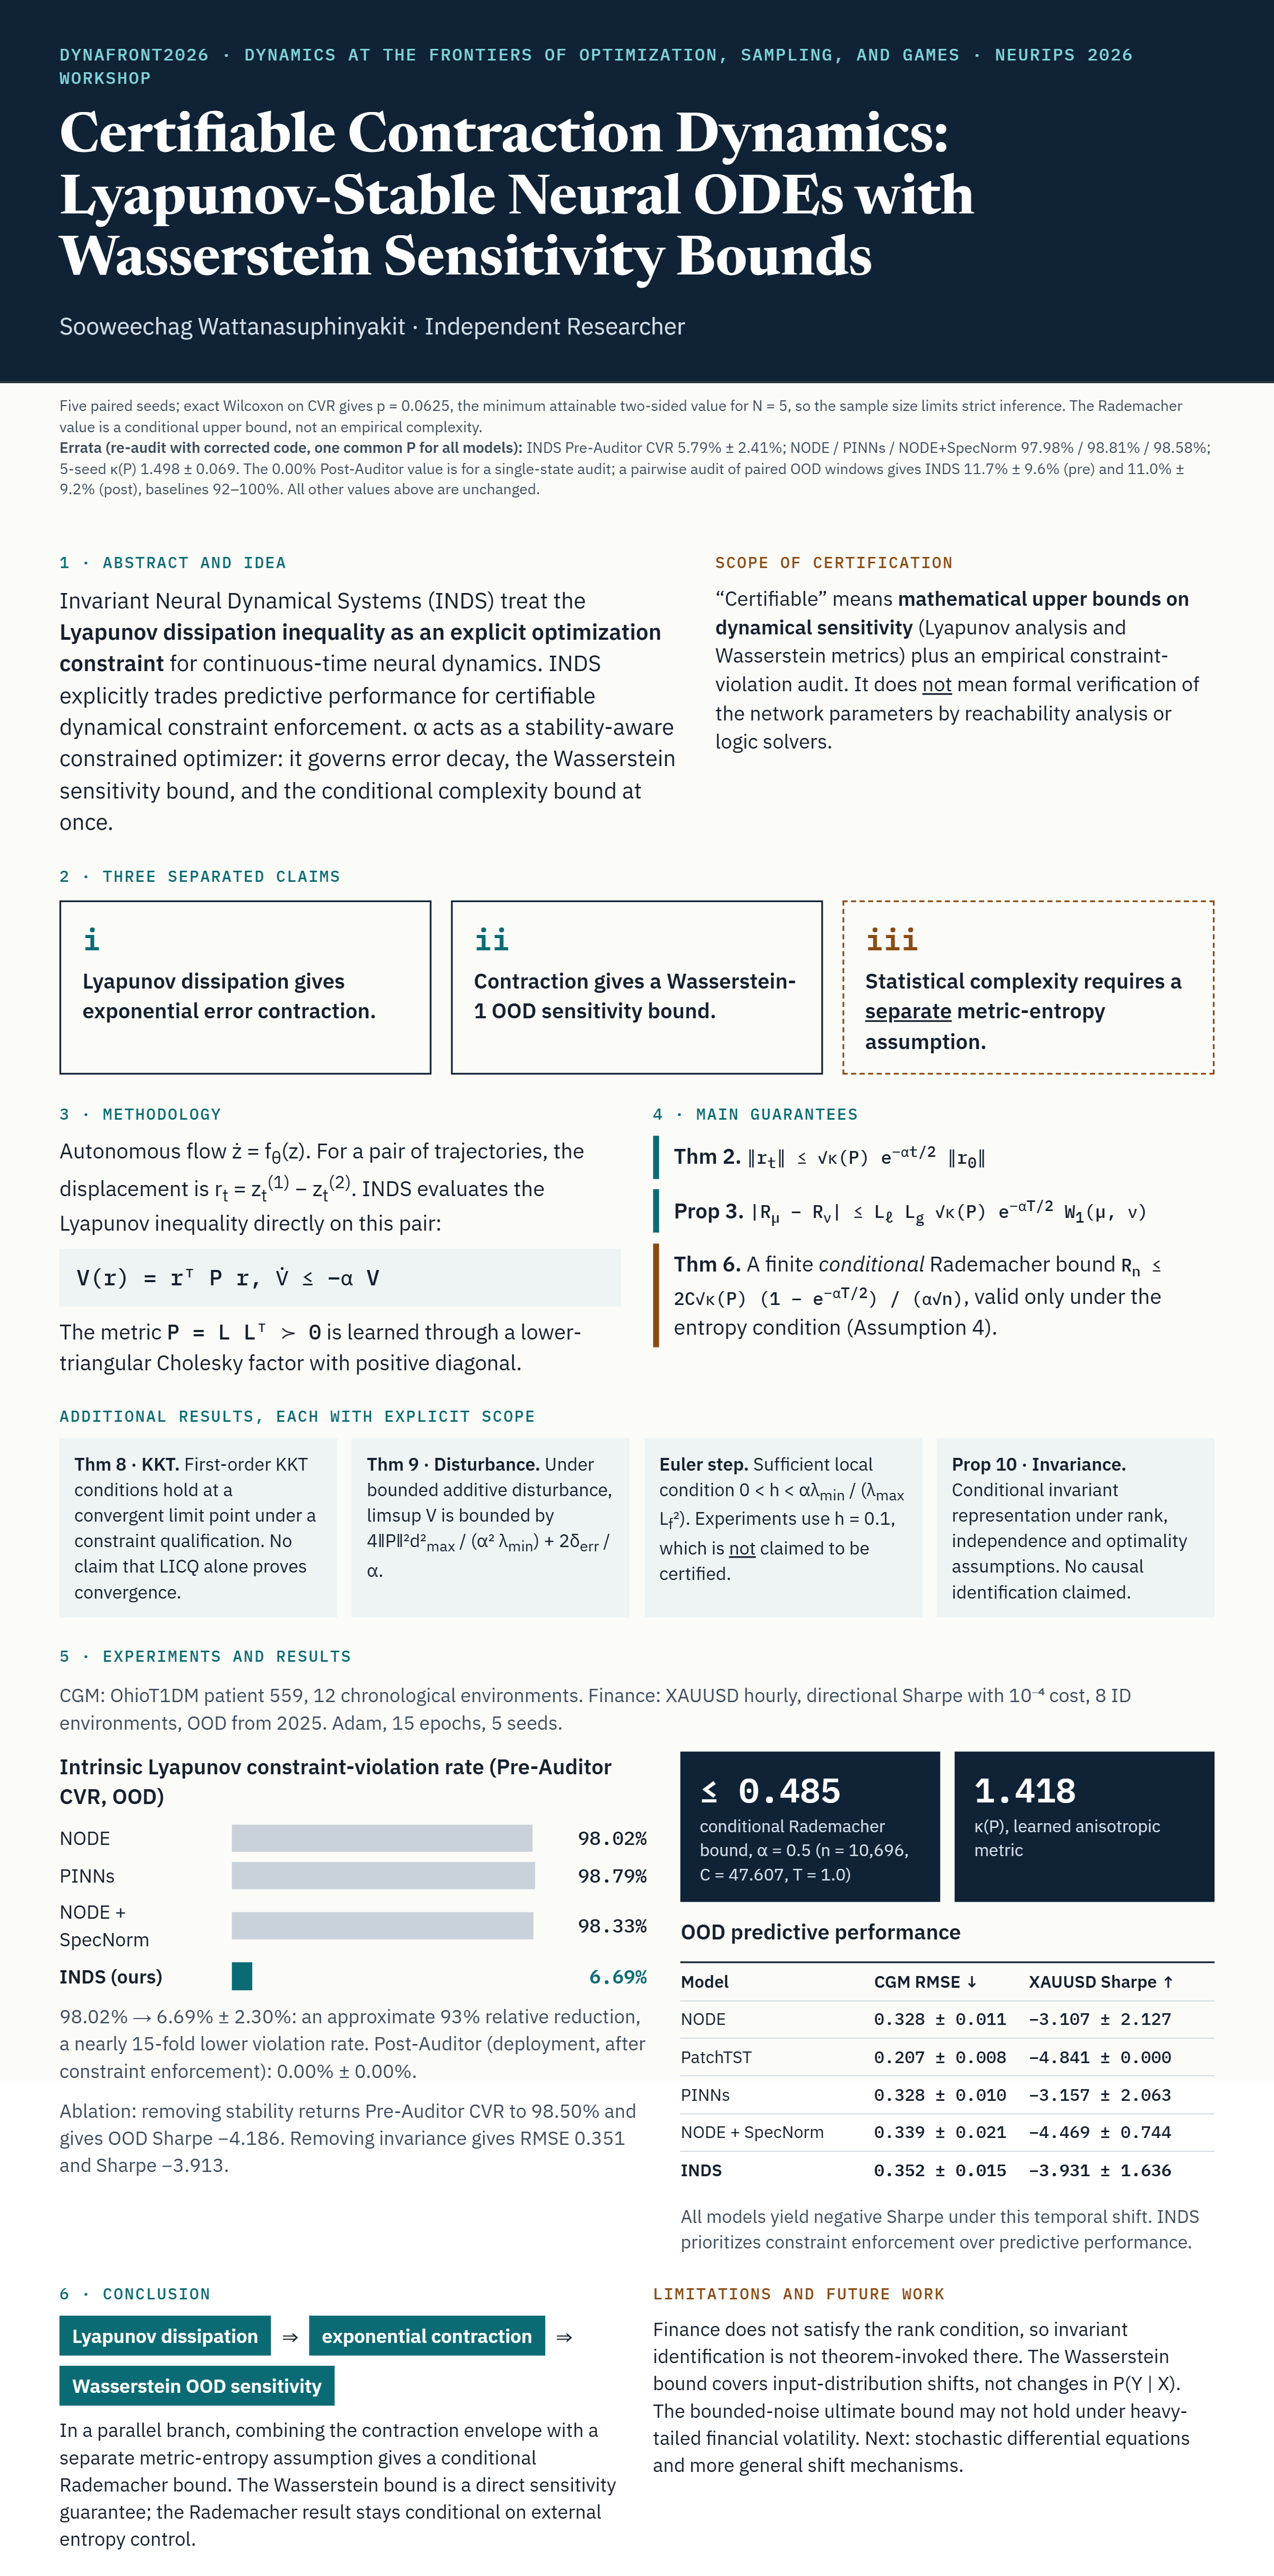 DYNAFRONT2026 · DYNAMICS AT THE FRONTIERS OF OPTIMIZATION, SAMPLING, AND GAMES · NEURIPS 2026
WORKSHOP
Certifiable Contraction Dynamics:
Lyapunov-Stable Neural ODEs with
Wasserstein Sensitivity Bounds
Sooweechag Wattanasuphinyakit · Independent Researcher
Five paired seeds; exact Wilcoxon on CVR gives p = 0.0625, the minimum attainable two-sided value for N = 5, so the sample size limits strict inference. The Rademacher
value is a conditional upper bound, not an empirical complexity.
Errata (re-audit with corrected code, one common P for all models): INDS Pre-Auditor CVR 5.79% ± 2.41%; NODE / PINNs / NODE+SpecNorm 97.98% / 98.81% / 98.58%;
5-seed κ(P) 1.498 ± 0.069. The 0.00% Post-Auditor value is for a single-state audit; a pairwise audit of paired OOD windows gives INDS 11.7% ± 9.6% (pre) and 11.0% ±
9.2% (post), baselines 92–100%. All other values above are unchanged.
1 · ABSTRACT AND IDEA
Invariant Neural Dynamical Systems (INDS) treat the
Lyapunov dissipation inequality as an explicit optimization
constraint for continuous-time neural dynamics. INDS
explicitly trades predictive performance for certifiable
dynamical constraint enforcement. α acts as a stability-aware
constrained optimizer: it governs error decay, the Wasserstein
sensitivity bound, and the conditional complexity bound at
once.
SCOPE OF CERTIFICATION
“Certifiable” means mathematical upper bounds on
dynamical sensitivity (Lyapunov analysis and
Wasserstein metrics) plus an empirical constraint-
violation audit. It does not mean formal verification of
the network parameters by reachability analysis or
logic solvers.
2 · THREE SEPARATED CLAIMS
i
Lyapunov dissipation gives
exponential error contraction.
ii
Contraction gives a Wasserstein-
1 OOD sensitivity bound.
iii
Statistical complexity requires a
separate metric-entropy
assumption.
3 · METHODOLOGY
Autonomous flow ż = f_θ(z). For a pair of trajectories, the
displacement is r_t = z_t^(1) − z_t^(2). INDS evaluates the
Lyapunov inequality directly on this pair:
V(r) = rᵀ P r, V̇ ≤ −α V
The metric P = L Lᵀ ≻ 0 is learned through a lower-
triangular Cholesky factor with positive diagonal.
4 · MAIN GUARANTEES
Thm 2. ‖r_t‖ ≤ √κ(P) e^−αt/2 ‖r_0‖
Prop 3. |R_μ − R_ν| ≤ L_ℓ L_g √κ(P) e^−αT/2 W_1(μ, ν)
Thm 6. A finite conditional Rademacher bound R_n ≤
2C√κ(P) (1 − e^−αT/2) / (α√n), valid only under the
entropy condition (Assumption 4).
ADDITIONAL RESULTS, EACH WITH EXPLICIT SCOPE
Thm 8 · KKT. First-order KKT
conditions hold at a
convergent limit point under a
constraint qualification. No
claim that LICQ alone proves
convergence.
Thm 9 · Disturbance. Under
bounded additive disturbance,
limsup V is bounded by
4‖P‖²d²_max / (α² λ_min) + 2δ_err /
α.
Euler step. Sufficient local
condition 0 < h < αλ_min / (λ_max
L_f²). Experiments use h = 0.1,
which is not claimed to be
certified.
Prop 10 · Invariance.
Conditional invariant
representation under rank,
independence and optimality
assumptions. No causal
identification claimed.
5 · EXPERIMENTS AND RESULTS
CGM: OhioT1DM patient 559, 12 chronological environments. Finance: XAUUSD hourly, directional Sharpe with 10⁻⁴ cost, 8 ID
environments, OOD from 2025. Adam, 15 epochs, 5 seeds.
Intrinsic Lyapunov constraint-violation rate (Pre-Auditor
CVR, OOD)
NODE 98.02%
PINNs 98.79%
NODE +
SpecNorm 98.33%
INDS (ours) 6.69%
98.02% → 6.69% ± 2.30%: an approximate 93% relative reduction,
a nearly 15-fold lower violation rate. Post-Auditor (deployment, after
constraint enforcement): 0.00% ± 0.00%.
Ablation: removing stability returns Pre-Auditor CVR to 98.50% and
gives OOD Sharpe −4.186. Removing invariance gives RMSE 0.351
and Sharpe −3.913.
≤ 0.485
conditional Rademacher
bound, α = 0.5 (n = 10,696,
C = 47.607, T = 1.0)
1.418
κ(P), learned anisotropic
metric
OOD predictive performance
Model CGM RMSE ↓ XAUUSD Sharpe ↑
NODE 0.328 ± 0.011 −3.107 ± 2.127
PatchTST 0.207 ± 0.008 −4.841 ± 0.000
PINNs 0.328 ± 0.010 −3.157 ± 2.063
NODE + SpecNorm 0.339 ± 0.021 −4.469 ± 0.744
INDS 0.352 ± 0.015 −3.931 ± 1.636
All models yield negative Sharpe under this temporal shift. INDS
prioritizes constraint enforcement over predictive performance.
6 · CONCLUSION
Lyapunov dissipation ⇒ exponential contraction ⇒
Wasserstein OOD sensitivity
In a parallel branch, combining the contraction envelope with a
separate metric-entropy assumption gives a conditional
Rademacher bound. The Wasserstein bound is a direct sensitivity
guarantee; the Rademacher result stays conditional on external
entropy control.
LIMITATIONS AND FUTURE WORK
Finance does not satisfy the rank condition, so invariant
identification is not theorem-invoked there. The Wasserstein
bound covers input-distribution shifts, not changes in P(Y | X).
The bounded-noise ultimate bound may not hold under heavy-
tailed financial volatility. Next: stochastic differential equations
and more general shift mechanisms.